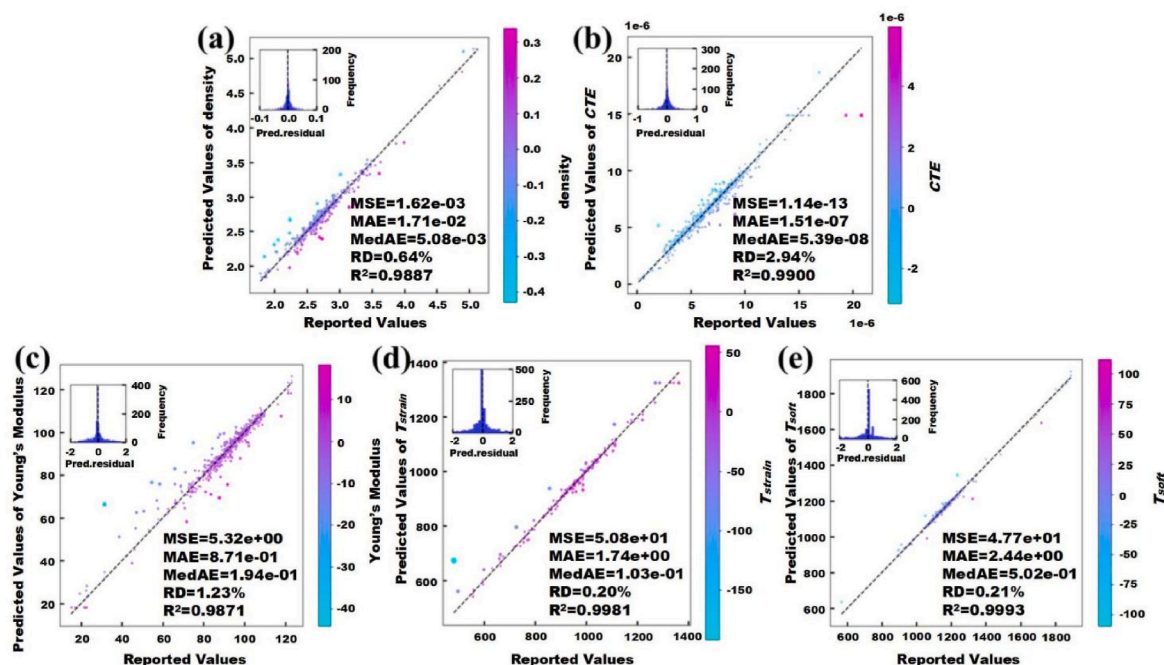 (a)
Predicted Values of density
5.0
4.5
4.0
3.5
3.0
2.5
2.0
200
100
0
Frequency
-0.1 0.0 0.1
Pred.residual
MSE=1.62e-03
MAE=1.71e-02
MedAE=5.08e-03
RD=0.64%
R²=0.9887
2.0 2.5 3.0 3.5 4.0 4.5 5.0
Reported Values
0.3
0.2
0.1
0.0
-0.1
-0.2
-0.3
-0.4
density
(b)
1e-6
Predicted Values of CTE
20
15
10
5
0
300
200
100
0
Frequency
-1 0 1
Pred.residual
MSE=1.14e-13
MAE=1.51e-07
MedAE=5.39e-08
RD=2.94%
R²=0.9900
0 5 10 15 20
1e-6
Reported Values
1e-6
4
2
0
-2
CTE
(c)
Predicted Values of Young's Modulus
120
100
80
60
40
20
400
200
0
Frequency
-2 0 2
Pred.residual
MSE=5.32e+00
MAE=8.71e-01
MedAE=1.94e-01
RD=1.23%
R²=0.9871
20 40 60 80 100 120
Reported Values
10
0
-10
-20
-30
-40
Young's Modulus
(d)
Predicted Values of Tstrain
1400
1200
1000
800
600
500
0
Frequency
-2 0 2
Pred.residual
MSE=5.08e+01
MAE=1.74e+00
MedAE=1.03e-01
RD=0.20%
R²=0.9981
600 800 1000 1200 1400
Reported Values
50
0
-50
-100
-150
Tstrain
(e)
Predicted Values of Tsoft
1800
1600
1400
1200
1000
800
600
600
400
200
0
Frequency
-2 0 2
Pred.residual
MSE=4.77e+01
MAE=2.44e+00
MedAE=5.02e-01
RD=0.21%
R²=0.9993
600 800 1000 1200 1400 1600 1800
Reported Values
100
75
50
25
0
-25
-50
-75
-100
Tsoft